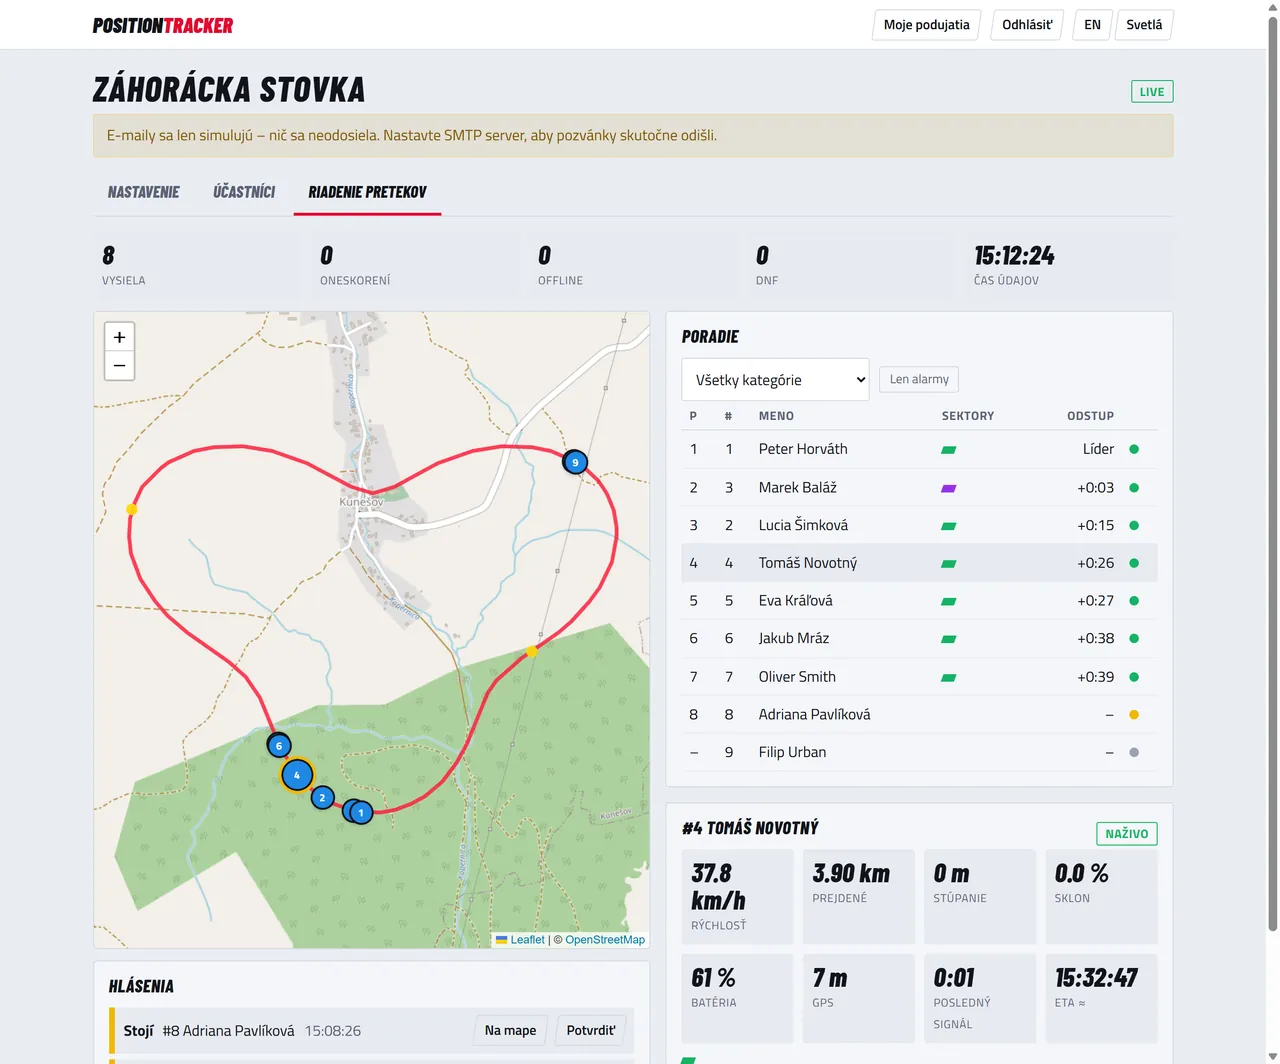 POSITIONTRACKER
Moje podujatia
Odhlásiť
EN
Svetlá
ZÁHORÁCKA STOVKA
LIVE
E-maily sa len simulujú – nič sa neodosiela. Nastavte SMTP server, aby pozvánky skutočne odišli.
NASTAVENIE
ÚČASTNÍCI
RIADENIE PRETEKOV
8
VYSIELA
0
ONESKORENÍ
0
OFFLINE
0
DNF
15:12:24
ČAS ÚDAJOV
+
−
Kopernica
Kunešov
Kopernica
Kunešov
Kopernica
9
6
4
2
1
Leaflet | © OpenStreetMap
PORADIE
Všetky kategórie
Len alarmy
P # MENO SEKTORY ODSTUP
1 1 Peter Horváth Líder
2 3 Marek Baláž +0:03
3 2 Lucia Šimková +0:15
4 4 Tomáš Novotný +0:26
5 5 Eva Kráľová +0:27
6 6 Jakub Mráz +0:38
7 7 Oliver Smith +0:39
8 8 Adriana Pavlíková –
– 9 Filip Urban –
#4 TOMÁŠ NOVOTNÝ
NAŽIVO
37.8 km/h
RÝCHLOSŤ
3.90 km
PREJDENÉ
0 m
STÚPANIE
0.0 %
SKLON
61 %
BATÉRIA
7 m
GPS
0:01
POSLEDNÝ SIGNÁL
15:32:47
ETA ≈
HLÁSENIA
Stojí #8 Adriana Pavlíková 15:08:26
Na mape
Potvrdiť